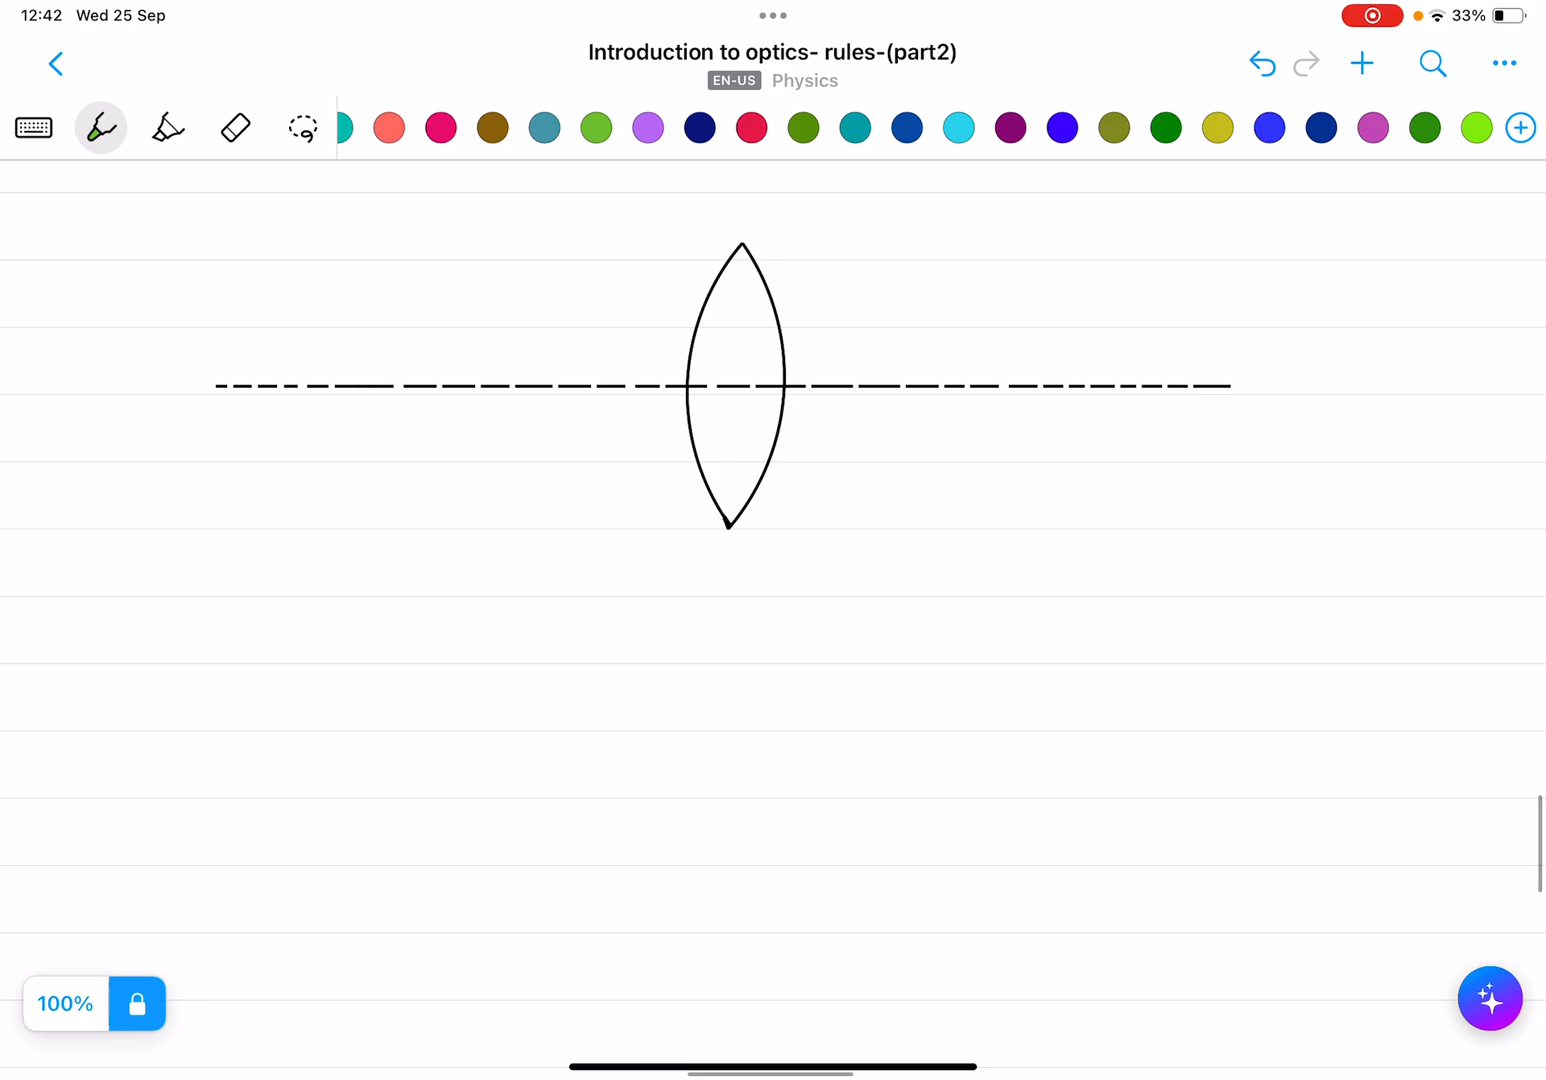 12:42 Wed 25 Sep
33%
Introduction to optics- rules-(part2)
EN-US Physics
100%